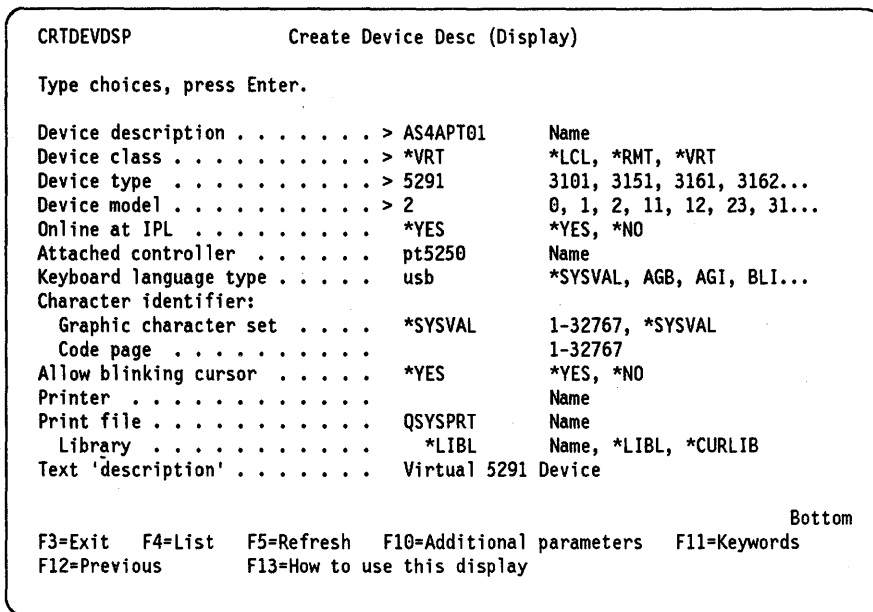 CRTDEVDSP Create Device Desc (Display)
Type choices, press Enter.
Device description . . . . . . . . > AS4APT01 Name
Device class . . . . . . . . . . . > *VRT *LCL, *RMT, *VRT
Device type . . . . . . . . . . . > 5291 3101, 3151, 3161, 3162...
Device model . . . . . . . . . . . > 2 0, 1, 2, 11, 12, 23, 31...
Online at IPL . . . . . . . . . . *YES *YES, *NO
Attached controller . . . . . . pt5250 Name
Keyboard language type . . . . . usb *SYSVAL, AGB, AGI, BLI...
Character identifier:
Graphic character set . . . . *SYSVAL 1-32767, *SYSVAL
Code page . . . . . . . . . . 1-32767
Allow blinking cursor . . . . . *YES *YES, *NO
Printer . . . . . . . . . . . . Name
Print file . . . . . . . . . . . QSYSPRT Name
Library . . . . . . . . . . . *LIBL Name, *LIBL, *CURLIB
Text 'description' . . . . . . . Virtual 5291 Device
Bottom
F3=Exit F4=List F5=Refresh F10=Additional parameters F11=Keywords
F12=Previous F13=How to use this display